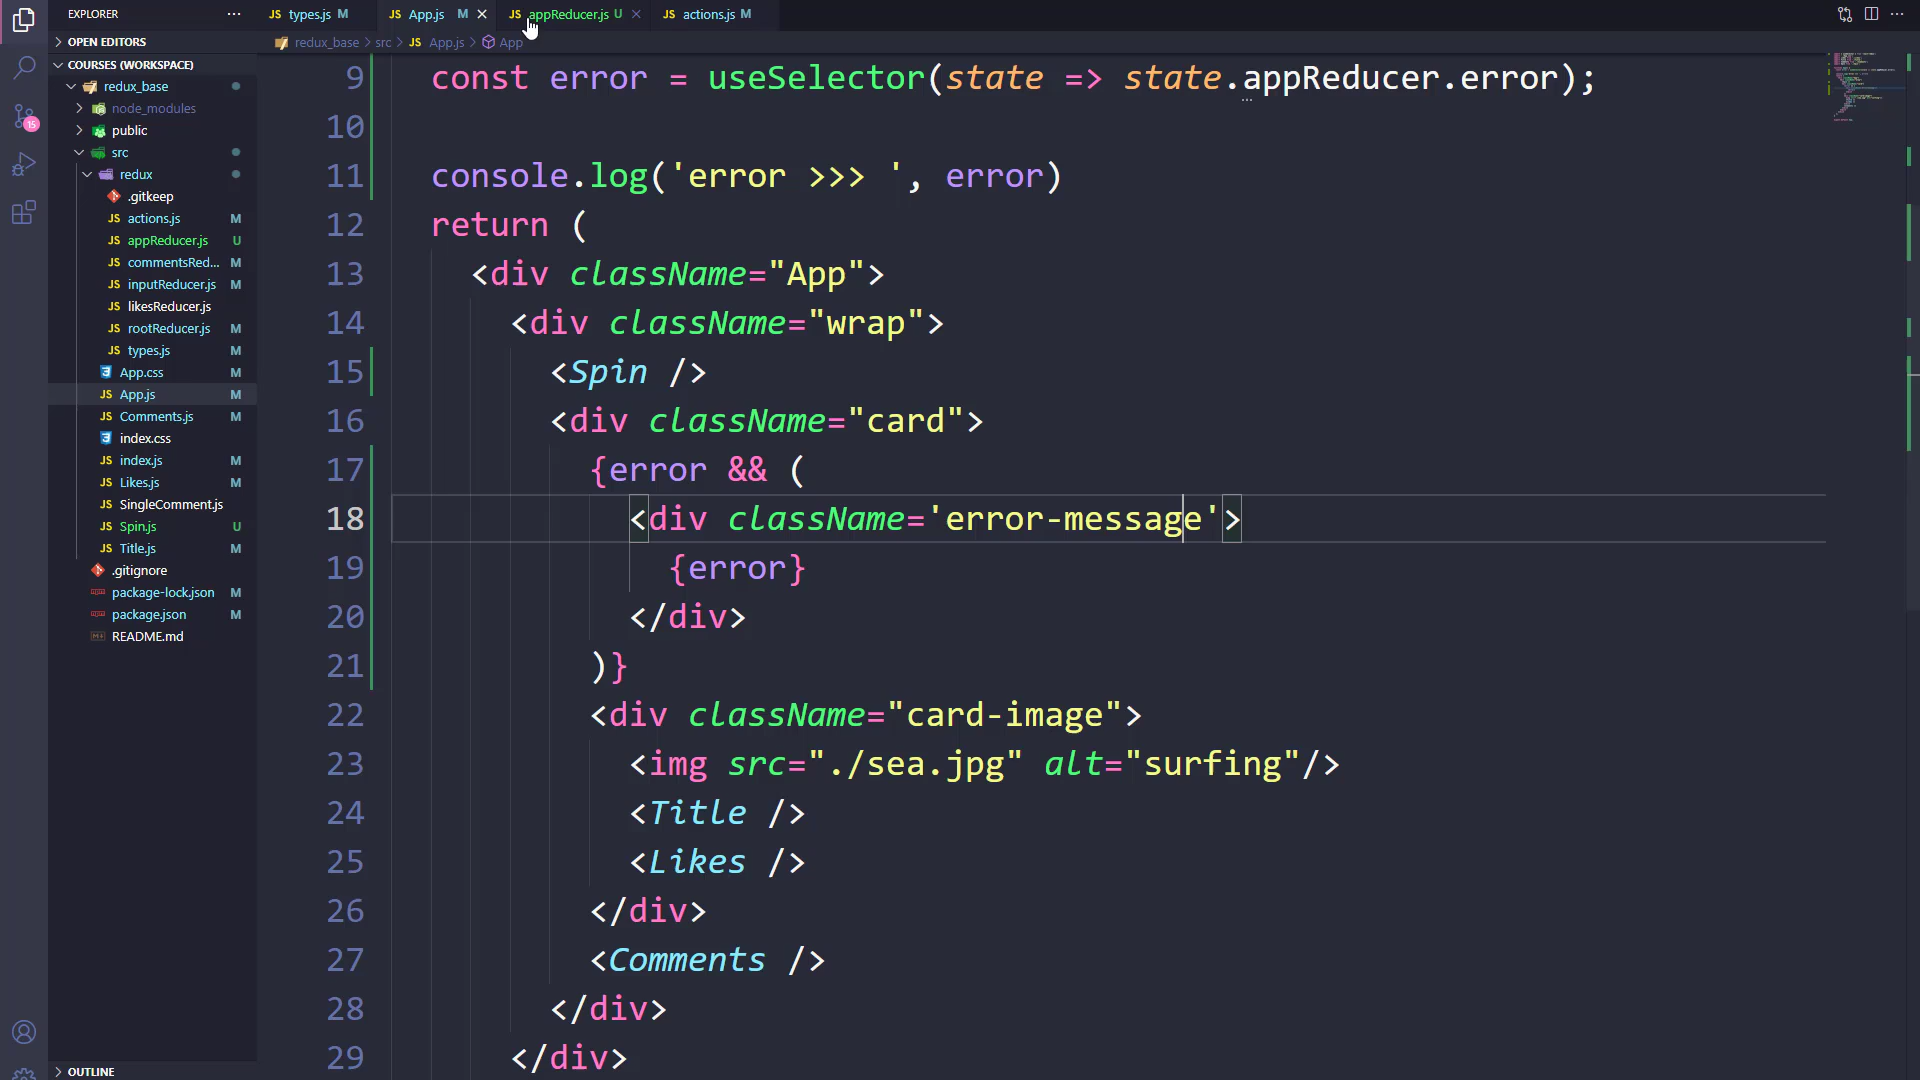 EXPLORER ...
JS types.js M
JS App.js M
JS appReducer.js U
JS actions.js M
OPEN EDITORS
redux_base > src > JS App.js > App
COURSES (WORKSPACE)
redux_base
node_modules
public
src
redux
.gitkeep
JS actions.js M
JS appReducer.js U
JS commentsRed... M
JS inputReducer.js M
JS likesReducer.js
JS rootReducer.js M
JS types.js M
App.css M
JS App.js M
JS Comments.js M
index.css
JS index.js M
JS Likes.js M
JS SingleComment.js
JS Spin.js U
JS Title.js M
.gitignore
package-lock.json M
package.json M
README.md
OUTLINE
15
9 const error = useSelector(state => state.appReducer.error);
10
11 console.log('error >>> ', error)
12 return (
13 <div className="App">
14 <div className="wrap">
15 <Spin />
16 <div className="card">
17 {error && (
18 <div className='error-message'>
19 {error}
20 </div>
21 )}
22 <div className="card-image">
23 <img src="./sea.jpg" alt="surfing"/>
24 <Title />
25 <Likes />
26 </div>
27 <Comments />
28 </div>
29 </div>